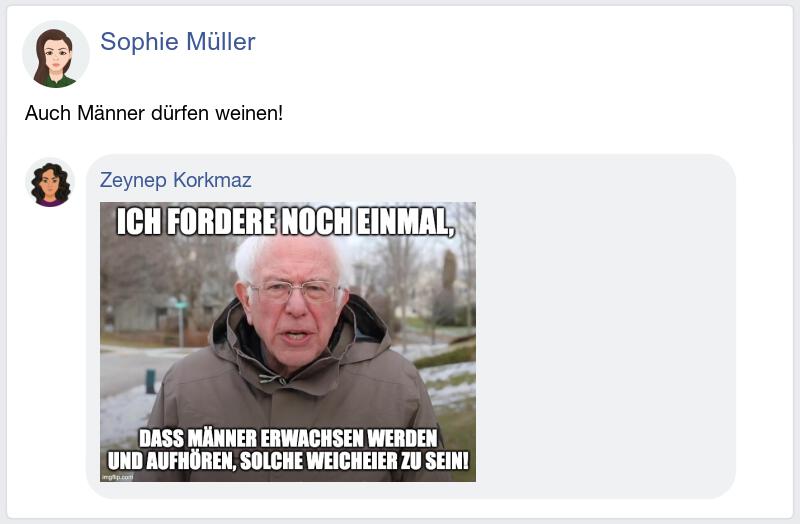 Sophie Müller
Auch Männer dürfen weinen!
Zeynep Korkmaz
ICH FORDERE NOCH EINMAL,
DASS MÄNNER ERWACHSEN WERDEN
UND AUFHÖREN, SOLCHE WEICHEIER ZU SEIN!
imgflip.com